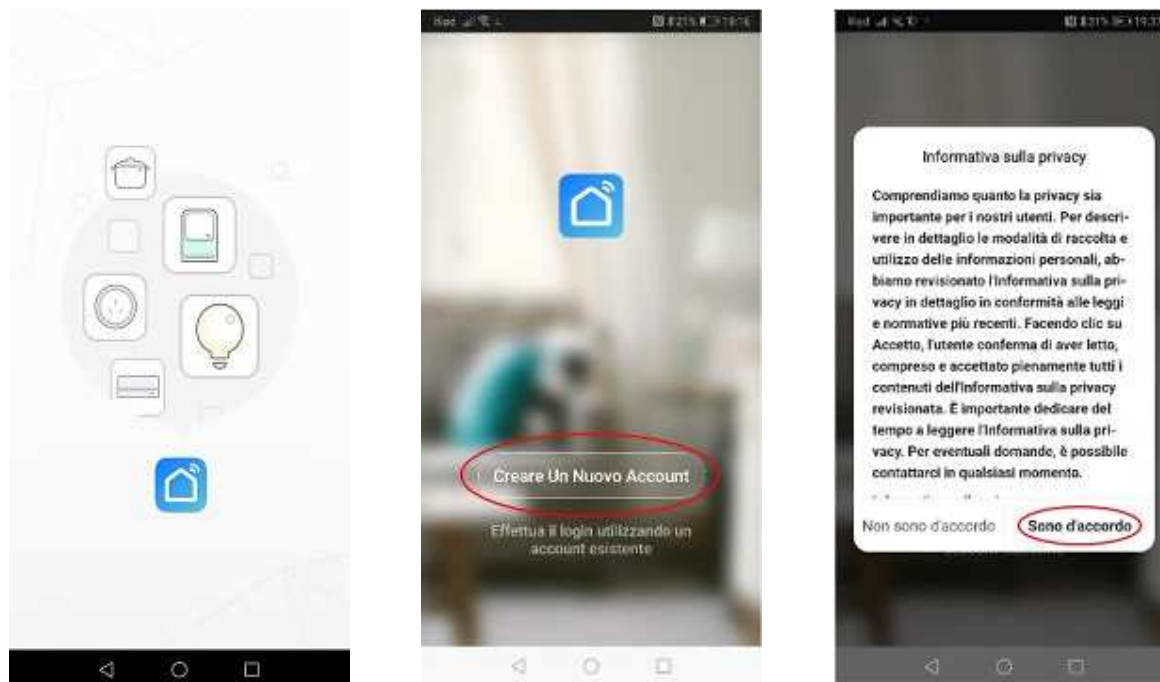 Creare Un Nuovo Account
Effettua il login utilizzando un
account esistente
Informativa sulla privacy
Comprendiamo quanto la privacy sia
importante per i nostri utenti. Per descri-
vere in dettaglio le modalità di raccolta e
utilizzo delle informazioni personali, ab-
biamo revisionato l'Informativa sulla pri-
vacy in dettaglio in conformità alle leggi
e normative più recenti. Facendo clic su
Accetto, l'utente conferma di aver letto,
compreso e accettato pienamente tutti i
contenuti dell'Informativa sulla privacy
revisionata. È importante dedicare del
tempo a leggere l'Informativa sulla pri-
vacy. Per eventuali domande, è possibile
contattarci in qualsiasi momento.
Non sono d'accordo Sono d'accordo